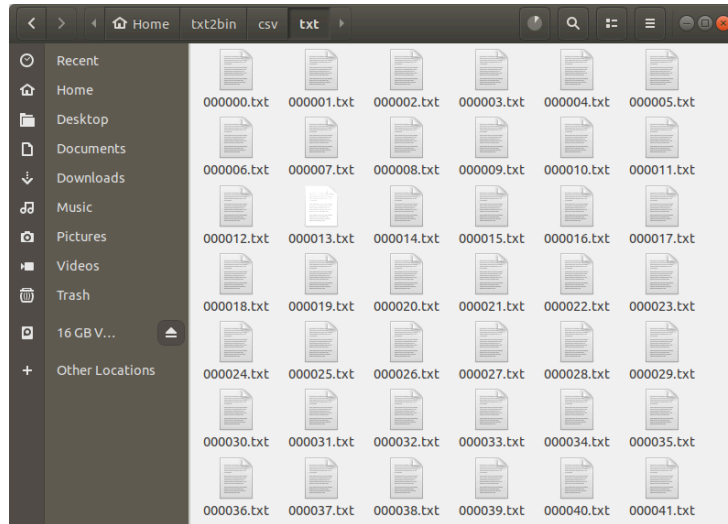 Home txt2bin csv txt
Recent
Home
Desktop
Documents
Downloads
Music
Pictures
Videos
Trash
16 GB V…
Other Locations
000000.txt 000001.txt 000002.txt 000003.txt 000004.txt 000005.txt
000006.txt 000007.txt 000008.txt 000009.txt 000010.txt 000011.txt
000012.txt 000013.txt 000014.txt 000015.txt 000016.txt 000017.txt
000018.txt 000019.txt 000020.txt 000021.txt 000022.txt 000023.txt
000024.txt 000025.txt 000026.txt 000027.txt 000028.txt 000029.txt
000030.txt 000031.txt 000032.txt 000033.txt 000034.txt 000035.txt
000036.txt 000037.txt 000038.txt 000039.txt 000040.txt 000041.txt